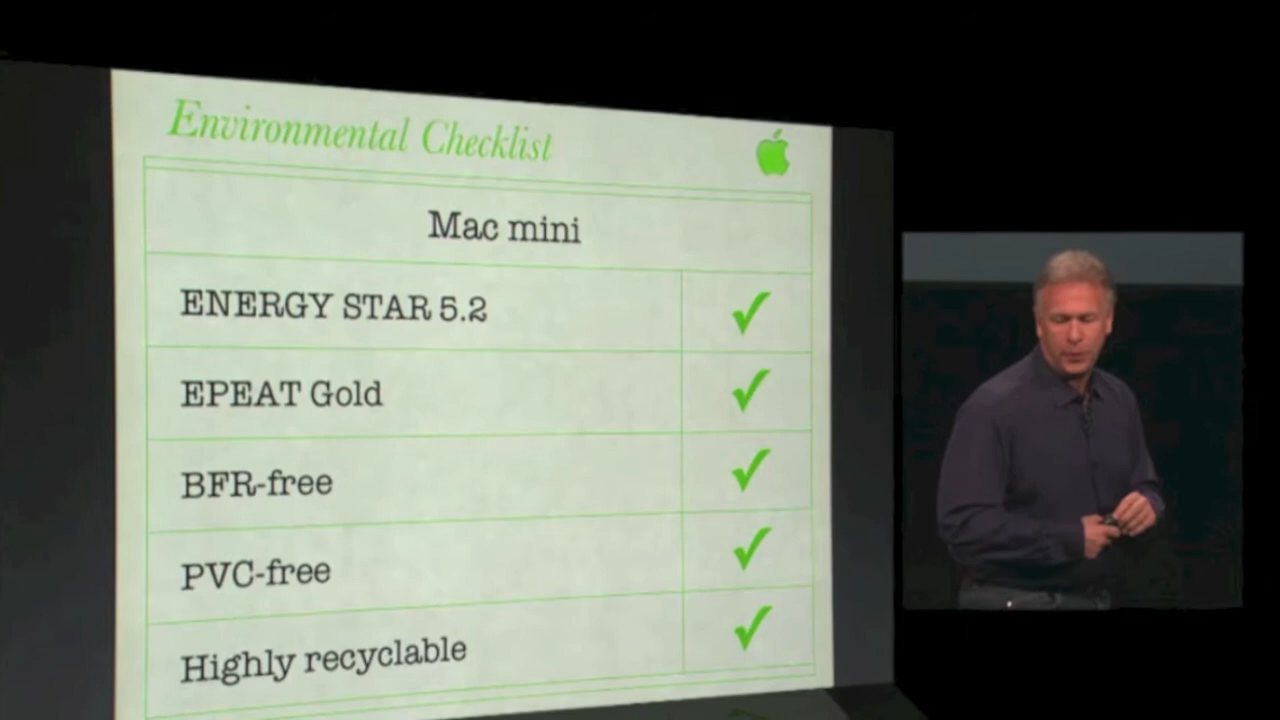 Environmental Checklist
Mac mini
ENERGY STAR 5.2
EPEAT Gold
BFR-free
PVC-free
Highly recyclable